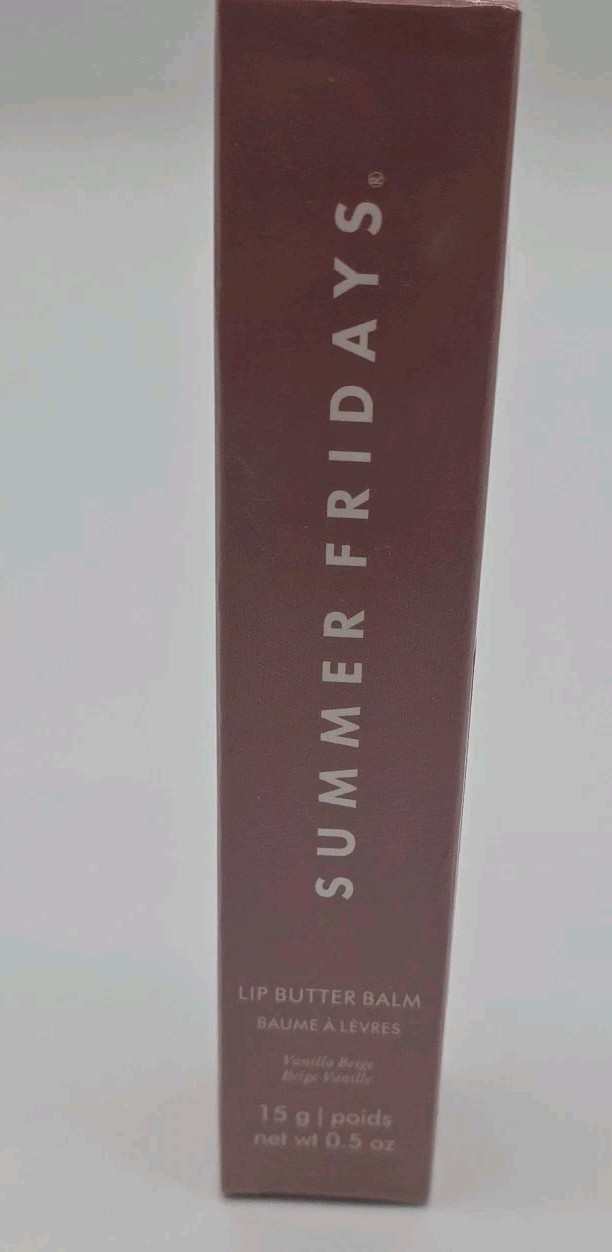 SUMMER FRIDAYS®
LIP BUTTER BALM
BAUME À LÈVRES
Vanilla Beige
Beige Vanille
15 g | poids
net wt 0.5 oz